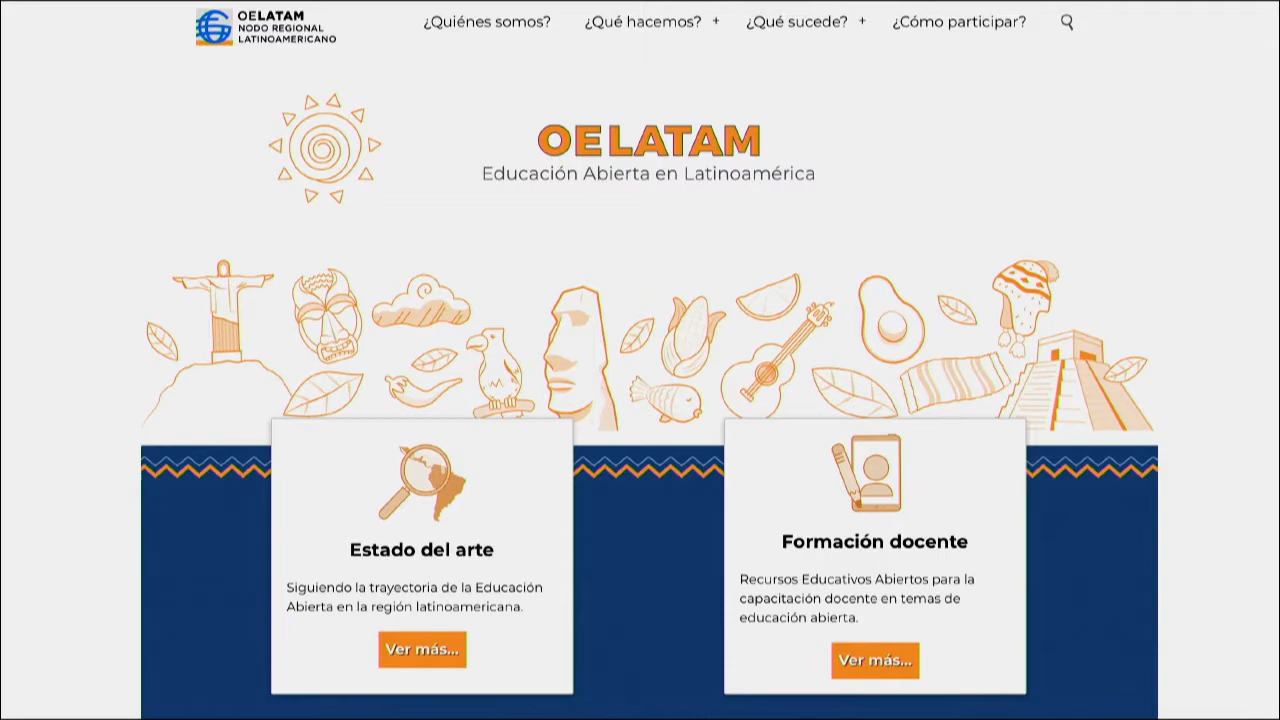 OELATAM
NODO REGIONAL
LATINOAMERICANO
¿Quiénes somos?
¿Qué hacemos? +
¿Qué sucede? +
¿Cómo participar?
OE LATAM
Educación Abierta en Latinoamérica
Estado del arte
Siguiendo la trayectoria de la Educación
Abierta en la región latinoamericana.
Ver más...
Formación docente
Recursos Educativos Abiertos para la
capacitación docente en temas de
educación abierta.
Ver más...